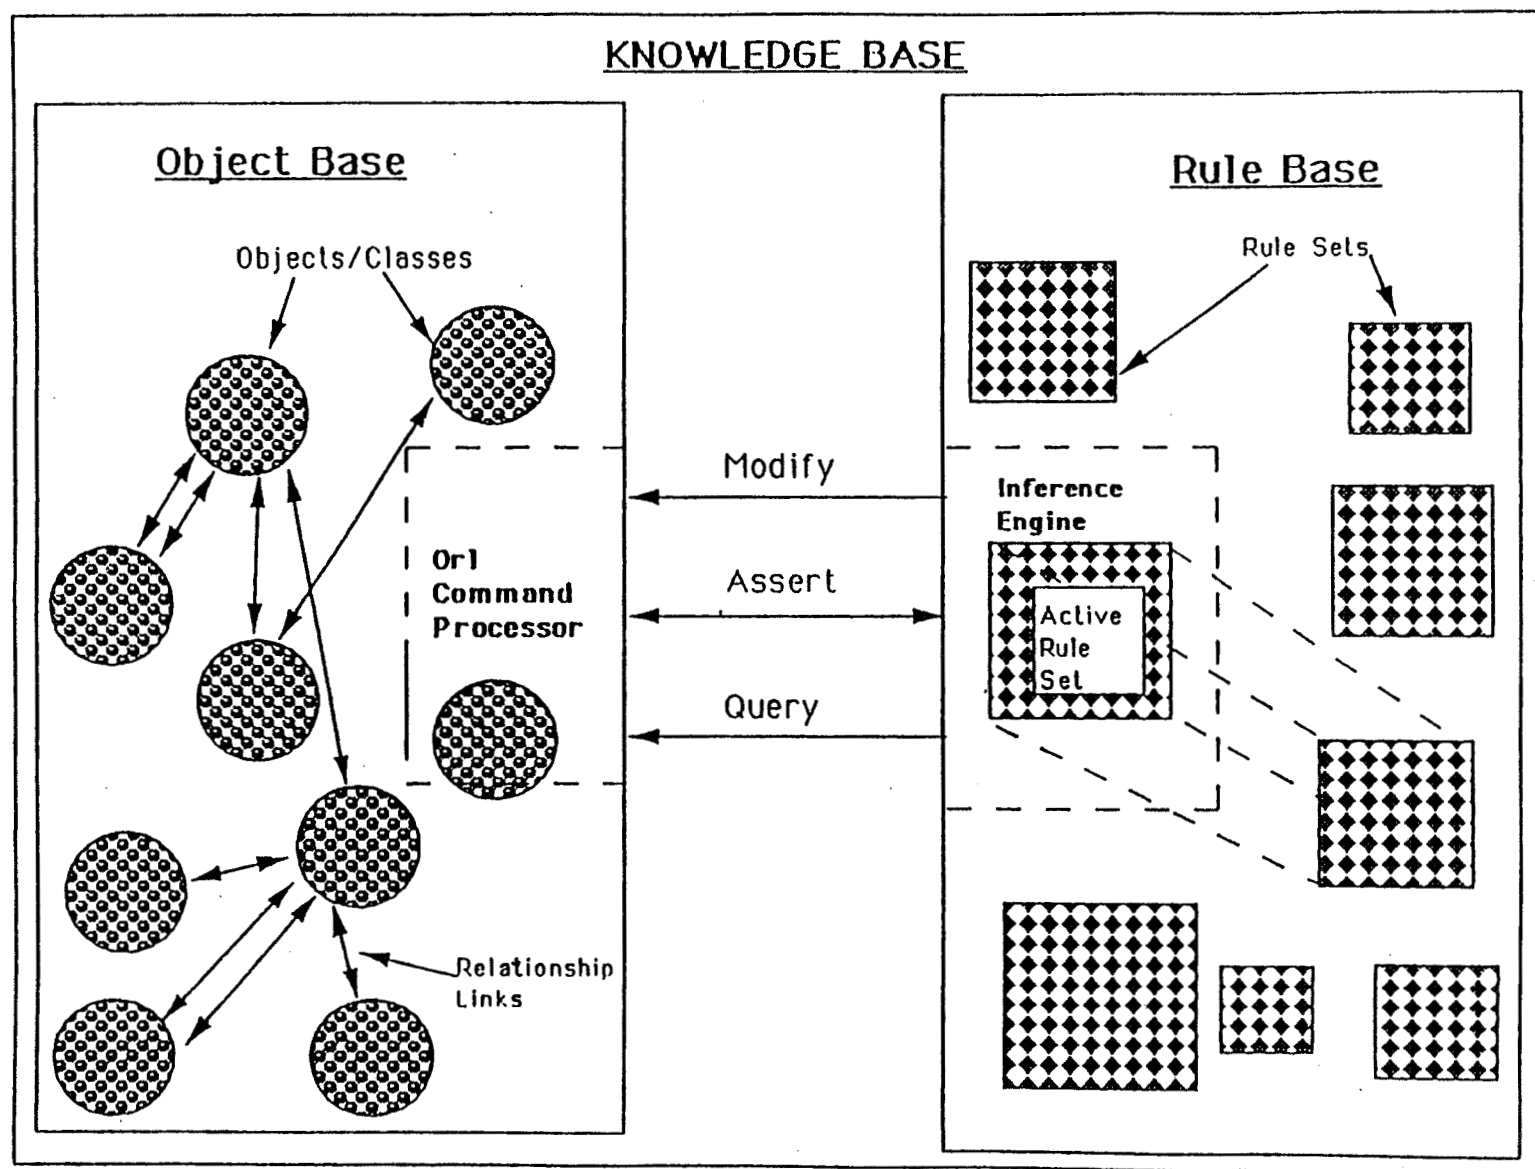 KNOWLEDGE BASE
Object Base
Objects/Classes
Orl
Command
Processor
Relationship
Links
Modify
Assert
Query
Rule Base
Rule Sets
Inference
Engine
Active
Rule
Set